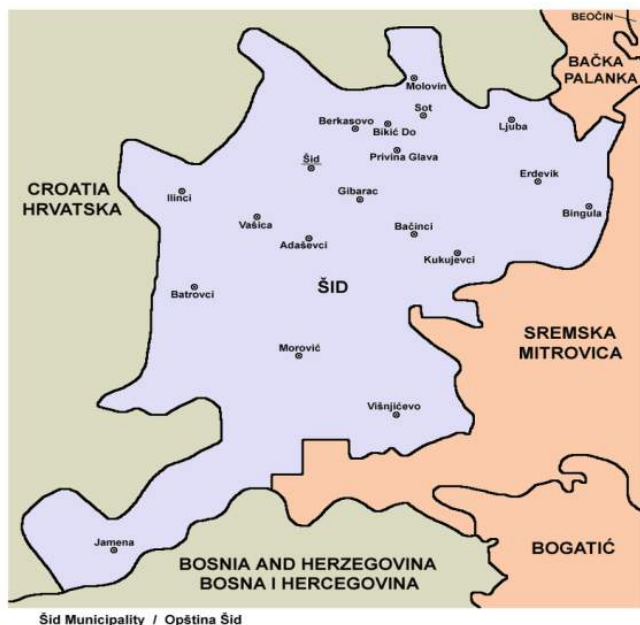 BEOČIN
BAČKA
PALANKA
Molovin
Sot
Berkasovo
Bikić Do
Ljuba
Privina Glava
Šid
Erdevik
CROATIA
HRVATSKA
Ilinci
Gibarac
Bingula
Vašica
Bačinci
Adaševci
Kukujevci
Batrovci
ŠID
SREMSKA
MITROVICA
Morović
Višnjićevo
Jamena
BOSNIA AND HERZEGOVINA
BOSNA I HERCEGOVINA
BOGATIĆ
Šid Municipality / Opština Šid